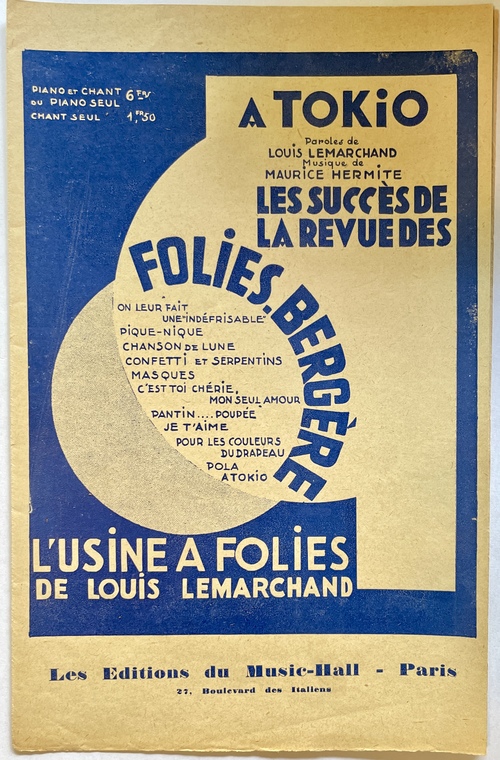 PIANO ET CHANT 6 FRS
OU PIANO SEUL
CHANT SEUL 1,FR50
A TOKiO
Paroles de
LOUIS LEMARCHAND
Musique de
MAURICE HERMITE
LES SUCCÈS DE
LA REVUE DES
FOLiES.BERGÈRE
ON LEUR FAIT
UNE "INDÉFRISABLE"
PIQUE-NIQUE
CHANSON DE LUNE
CONFETTI ET SERPENTINS
MASQUES
C'EST TOI CHÉRIE,
MON SEUL AMOUR
PANTIN....POUPÉE
JE T'AIME
POUR LES COULEURS
DU DRAPEAU
POLA
A TOKIO
L'USiNE A FOLiES
DE LOUiS LEMARCHAND
Les Editions du Music-Hall - Paris
27, Boulevard des Italiens